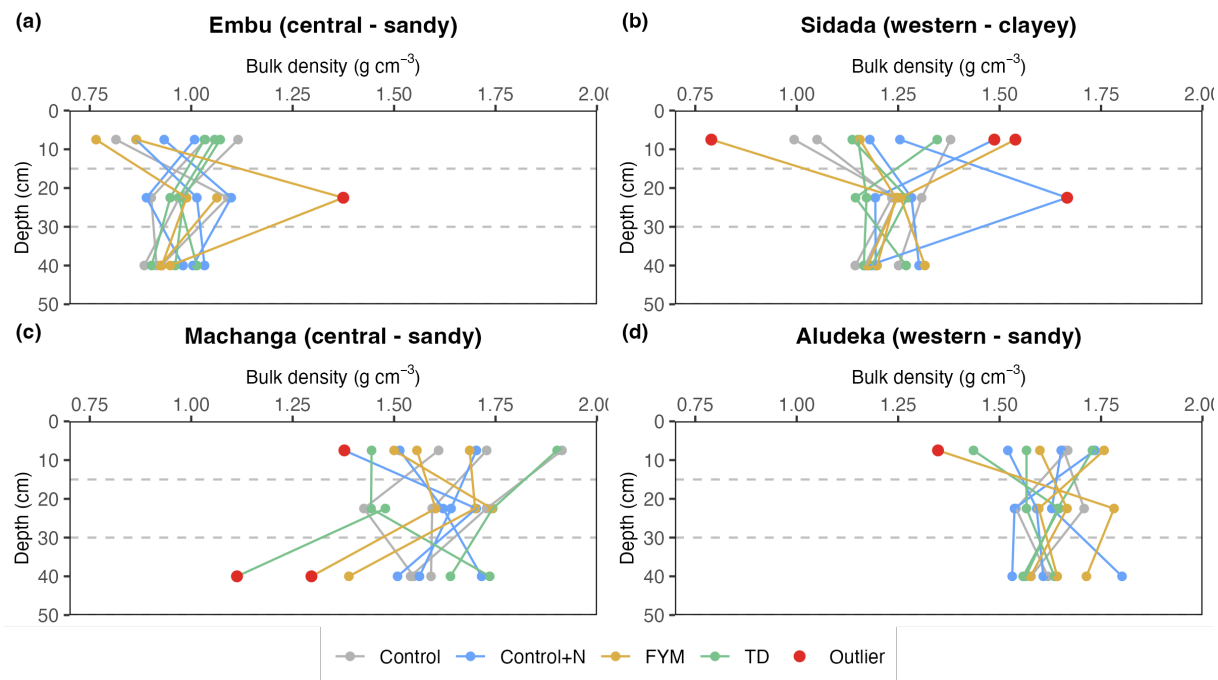 (a) Embu (central - sandy)
Bulk density (g cm⁻³)
0.75 1.00 1.25 1.50 1.75 2.00
0
10
20
30
40
50
Depth (cm)
(b) Sidada (western - clayey)
Bulk density (g cm⁻³)
0.75 1.00 1.25 1.50 1.75 2.00
0
10
20
30
40
50
Depth (cm)
(c) Machanga (central - sandy)
Bulk density (g cm⁻³)
0.75 1.00 1.25 1.50 1.75 2.00
0
10
20
30
40
50
Depth (cm)
(d) Aludeka (western - sandy)
Bulk density (g cm⁻³)
0.75 1.00 1.25 1.50 1.75 2.00
0
10
20
30
40
50
Depth (cm)
Control Control+N FYM TD Outlier